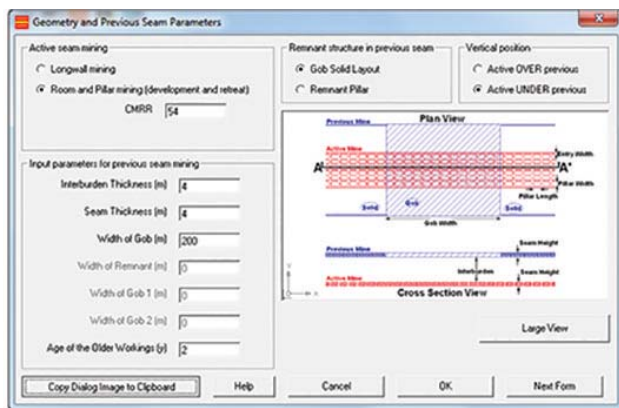 Geometry and Previous Seam Parameters
Active seam mining
Longwall mining
Room and Pillar mining (development and retreat)
CMRR 54
Remnant structure in previous seam
Gob Solid Layout
Remnant Pillar
Vertical position
Active OVER previous
Active UNDER previous
Input parameters for previous seam mining
Interburden Thickness (m) 4
Seam Thickness (m) 4
Width of Gob (m) 200
Width of Remnant (m) 0
Width of Gob 1 (m) 0
Width of Gob 2 (m) 0
Age of the Older Workings (y) 2
Previous Mine
Plan View
Active Mine
Entry Width
A
A'
Pillar Width
Pillar Length
Solid
Gob
Solid
Gob Width
Previous Mine
Seam Height
Interburden
Seam Height
Active Mine
Y
X
Cross Section View
Large View
Copy Dialog Image to Clipboard
Help
Cancel
OK
Next Form